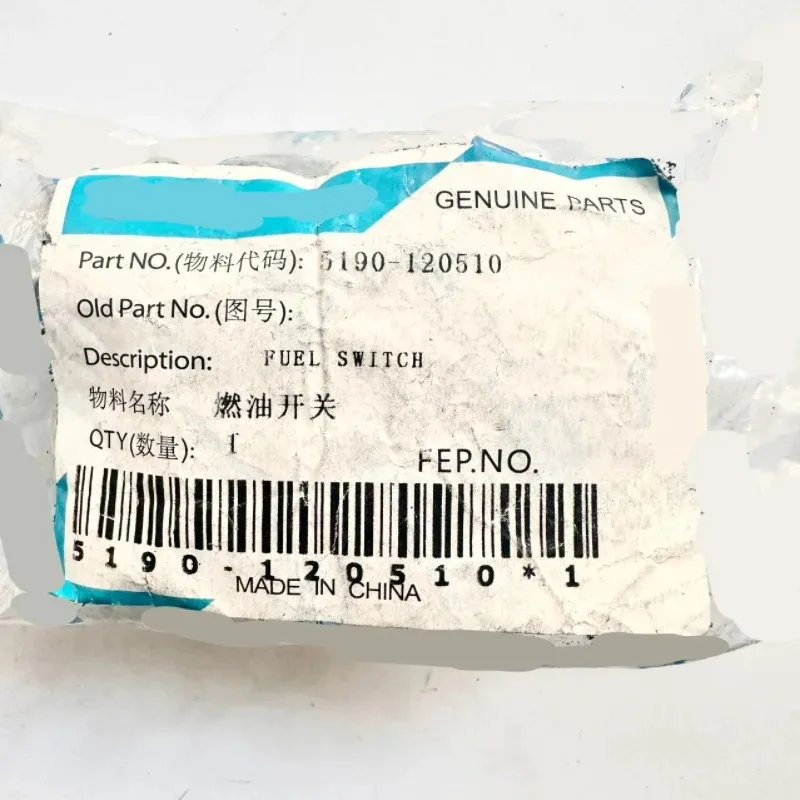 GENUINE PARTS
Part NO.(物料代码): 5190-120510
Old Part No.(图号):
Description: FUEL SWITCH
物料名称 燃油开关
QTY(数量): 1
FEP.NO.
5190-120510*1
MADE IN CHINA